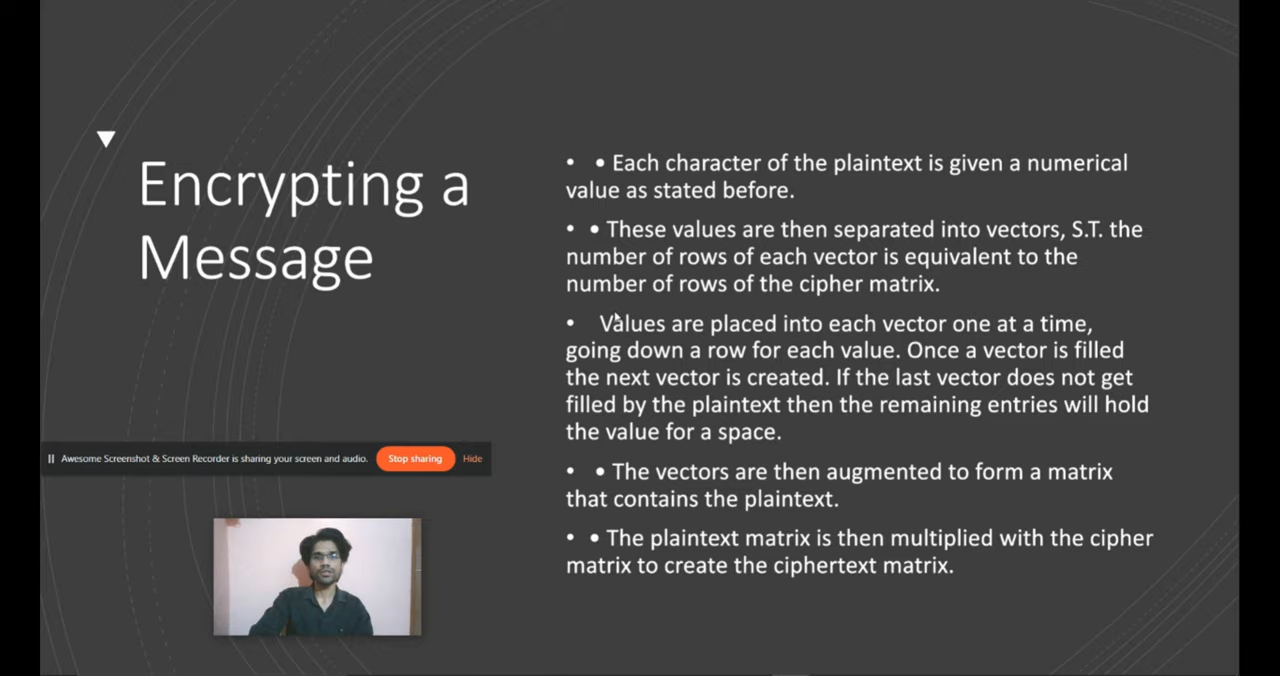 Encrypting a
Message
• • Each character of the plaintext is given a numerical
value as stated before.
• • These values are then separated into vectors, S.T. the
number of rows of each vector is equivalent to the
number of rows of the cipher matrix.
• Values are placed into each vector one at a time,
going down a row for each value. Once a vector is filled
the next vector is created. If the last vector does not get
filled by the plaintext then the remaining entries will hold
the value for a space.
• • The vectors are then augmented to form a matrix
that contains the plaintext.
• • The plaintext matrix is then multiplied with the cipher
matrix to create the ciphertext matrix.
Awesome Screenshot & Screen Recorder is sharing your screen and audio. Stop sharing Hide